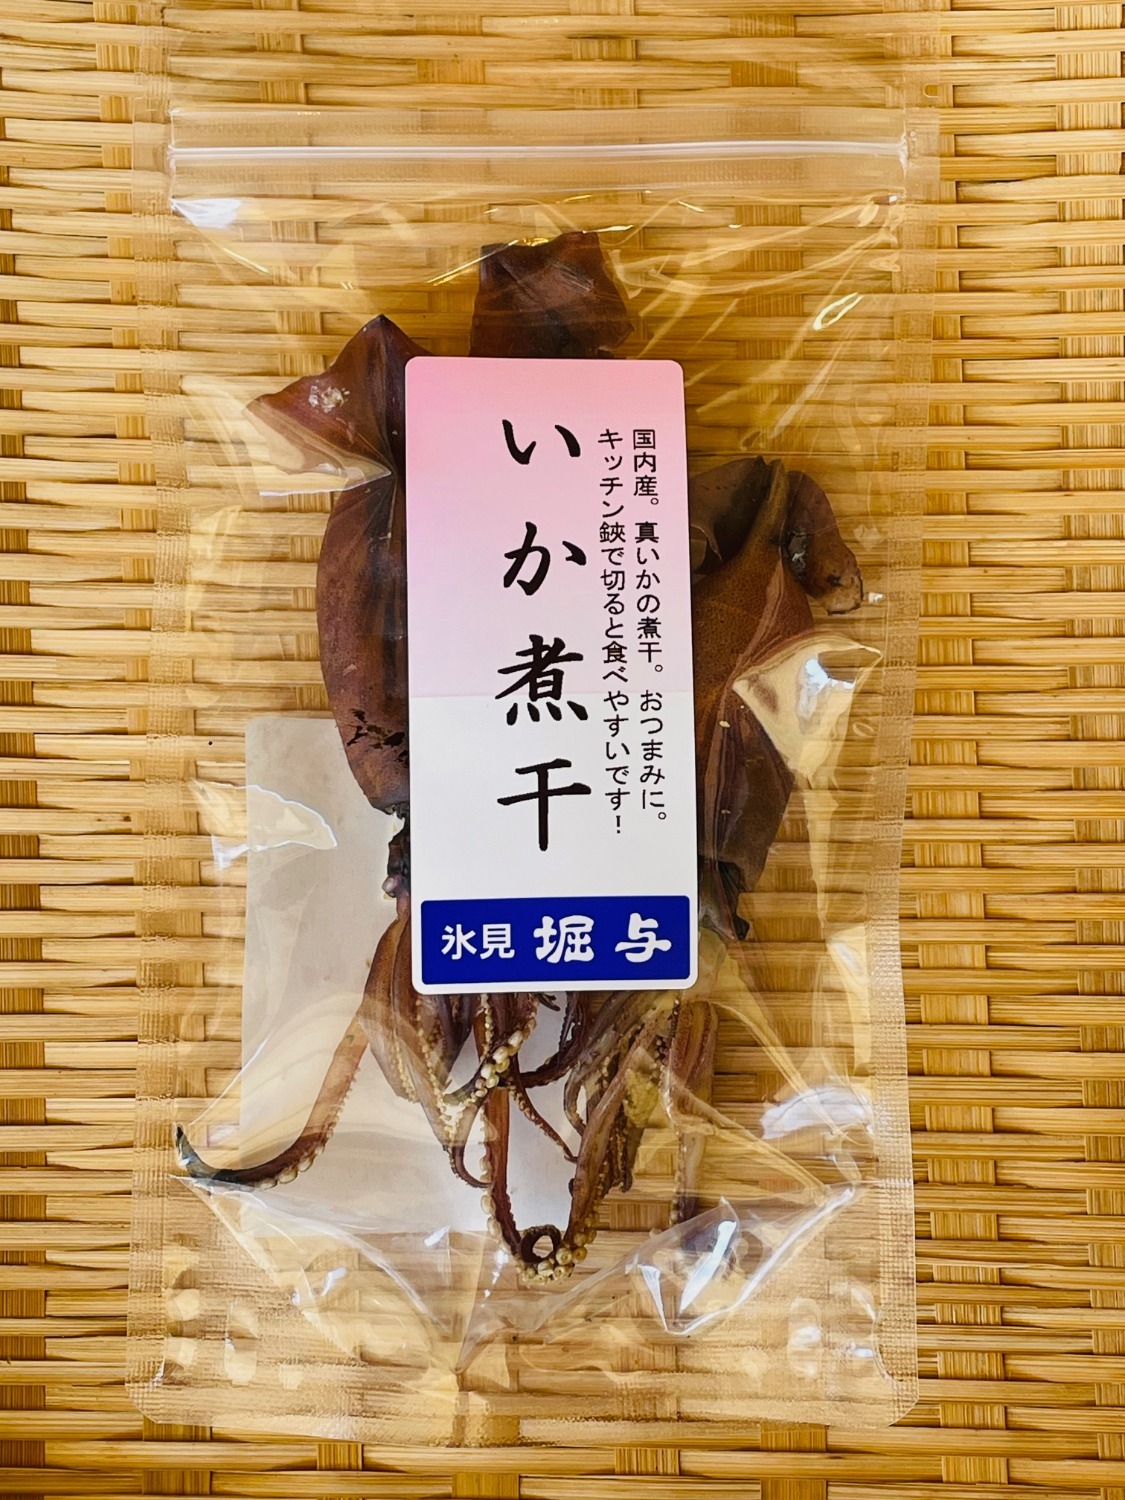 国内産。真いかの煮干。おつまみに。
キッチン鋏で切ると食べやすいです!
いか煮干
氷見 堀与